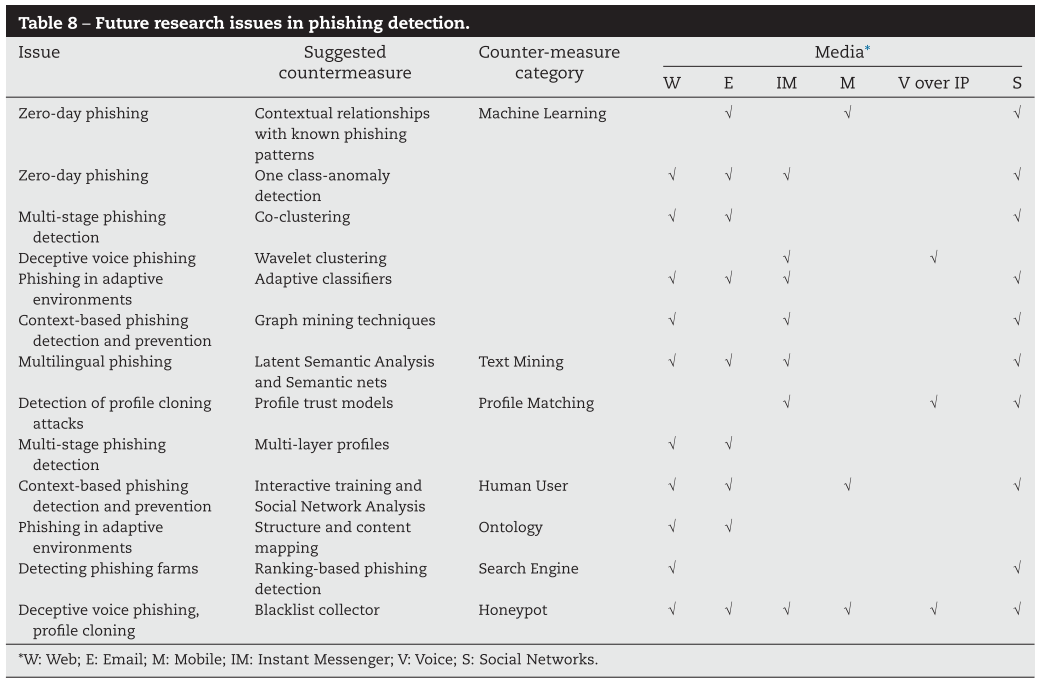 Table 8 – Future research issues in phishing detection.
Issue Suggested countermeasure Counter-measure category Media*
W E IM M V over IP S
Zero-day phishing Contextual relationships Machine Learning √ √ √
with known phishing
patterns
Zero-day phishing One class-anomaly √ √ √ √
detection
Multi-stage phishing Co-clustering √ √ √
detection
Deceptive voice phishing Wavelet clustering √ √
Phishing in adaptive Adaptive classifiers √ √ √ √
environments
Context-based phishing Graph mining techniques √ √ √
detection and prevention
Multilingual phishing Latent Semantic Analysis Text Mining √ √ √ √
and Semantic nets
Detection of profile cloning Profile trust models Profile Matching √ √ √
attacks
Multi-stage phishing Multi-layer profiles √ √
detection
Context-based phishing Interactive training and Human User √ √ √ √
detection and prevention Social Network Analysis
Phishing in adaptive Structure and content Ontology √ √
environments mapping
Detecting phishing farms Ranking-based phishing Search Engine √ √
detection
Deceptive voice phishing, Blacklist collector Honeypot √ √ √ √ √ √
profile cloning
*W: Web; E: Email; M: Mobile; IM: Instant Messenger; V: Voice; S: Social Networks.